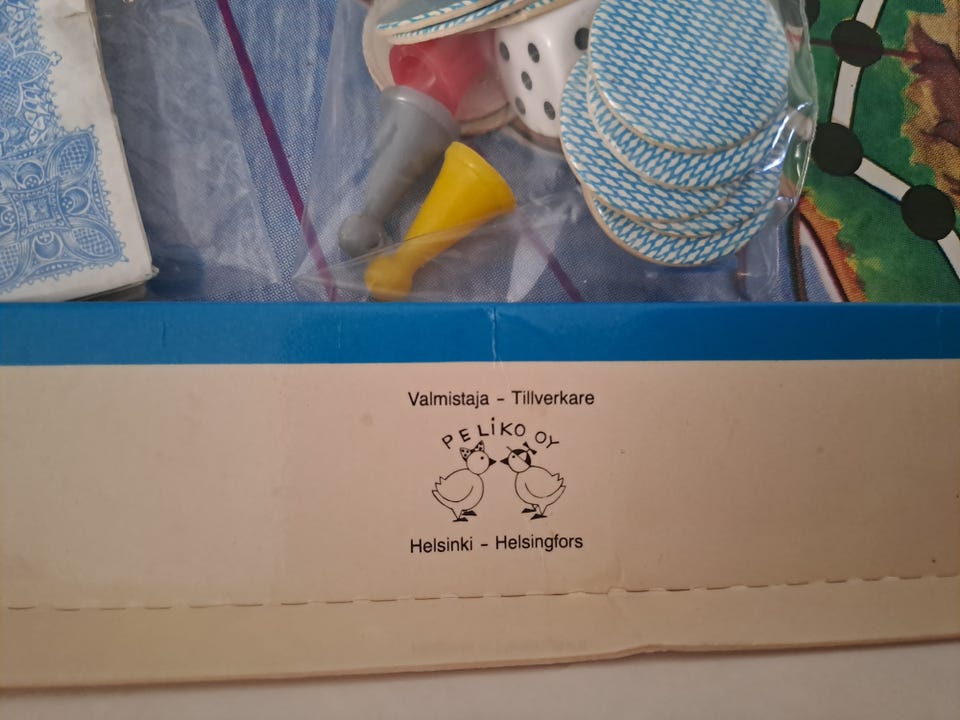 Valmistaja – Tillverkare
PELiKO OY
Helsinki – Helsingfors